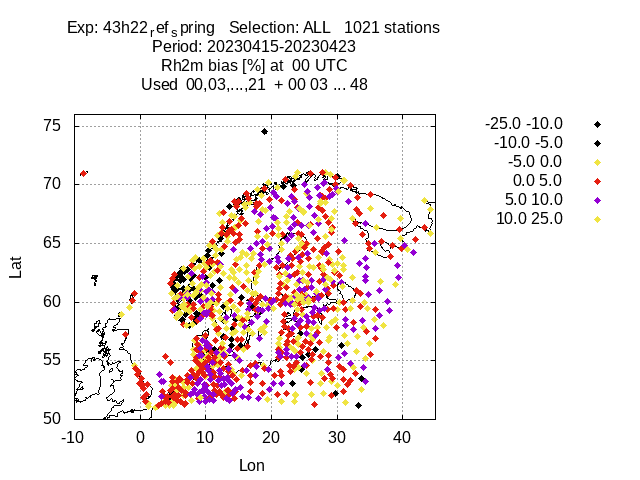 Exp: 43h22refspring   Selection: ALL   1021 stations
Period: 20230415-20230423
Rh2m bias [%] at  00 UTC
Used  00,03,...,21  + 00 03 ... 48
-25.0 -10.0
-10.0 -5.0
-5.0 0.0
0.0 5.0
5.0 10.0
10.0 25.0
75
70
65
60
55
50
Lat
-10 0 10 20 30 40
Lon